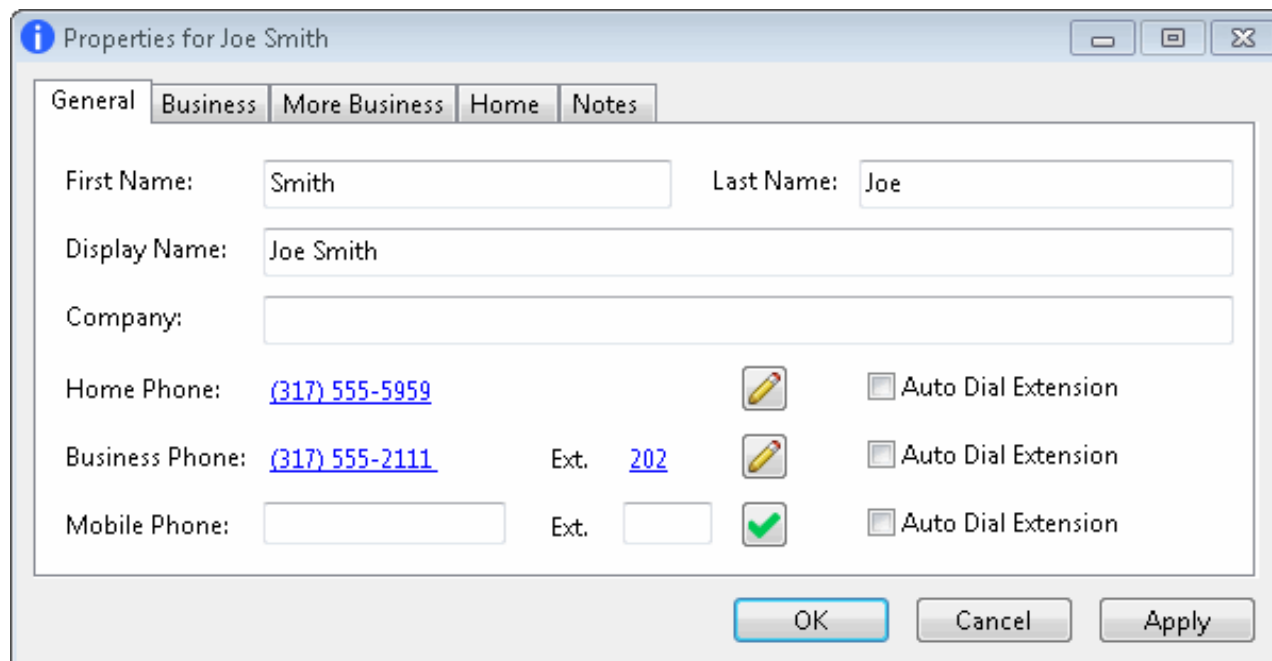 Properties for Joe Smith
General Business More Business Home Notes
First Name: Smith Last Name: Joe
Display Name: Joe Smith
Company:
Home Phone: (317) 555-5959 Auto Dial Extension
Business Phone: (317) 555-2111 Ext. 202 Auto Dial Extension
Mobile Phone: Ext. Auto Dial Extension
OK Cancel Apply